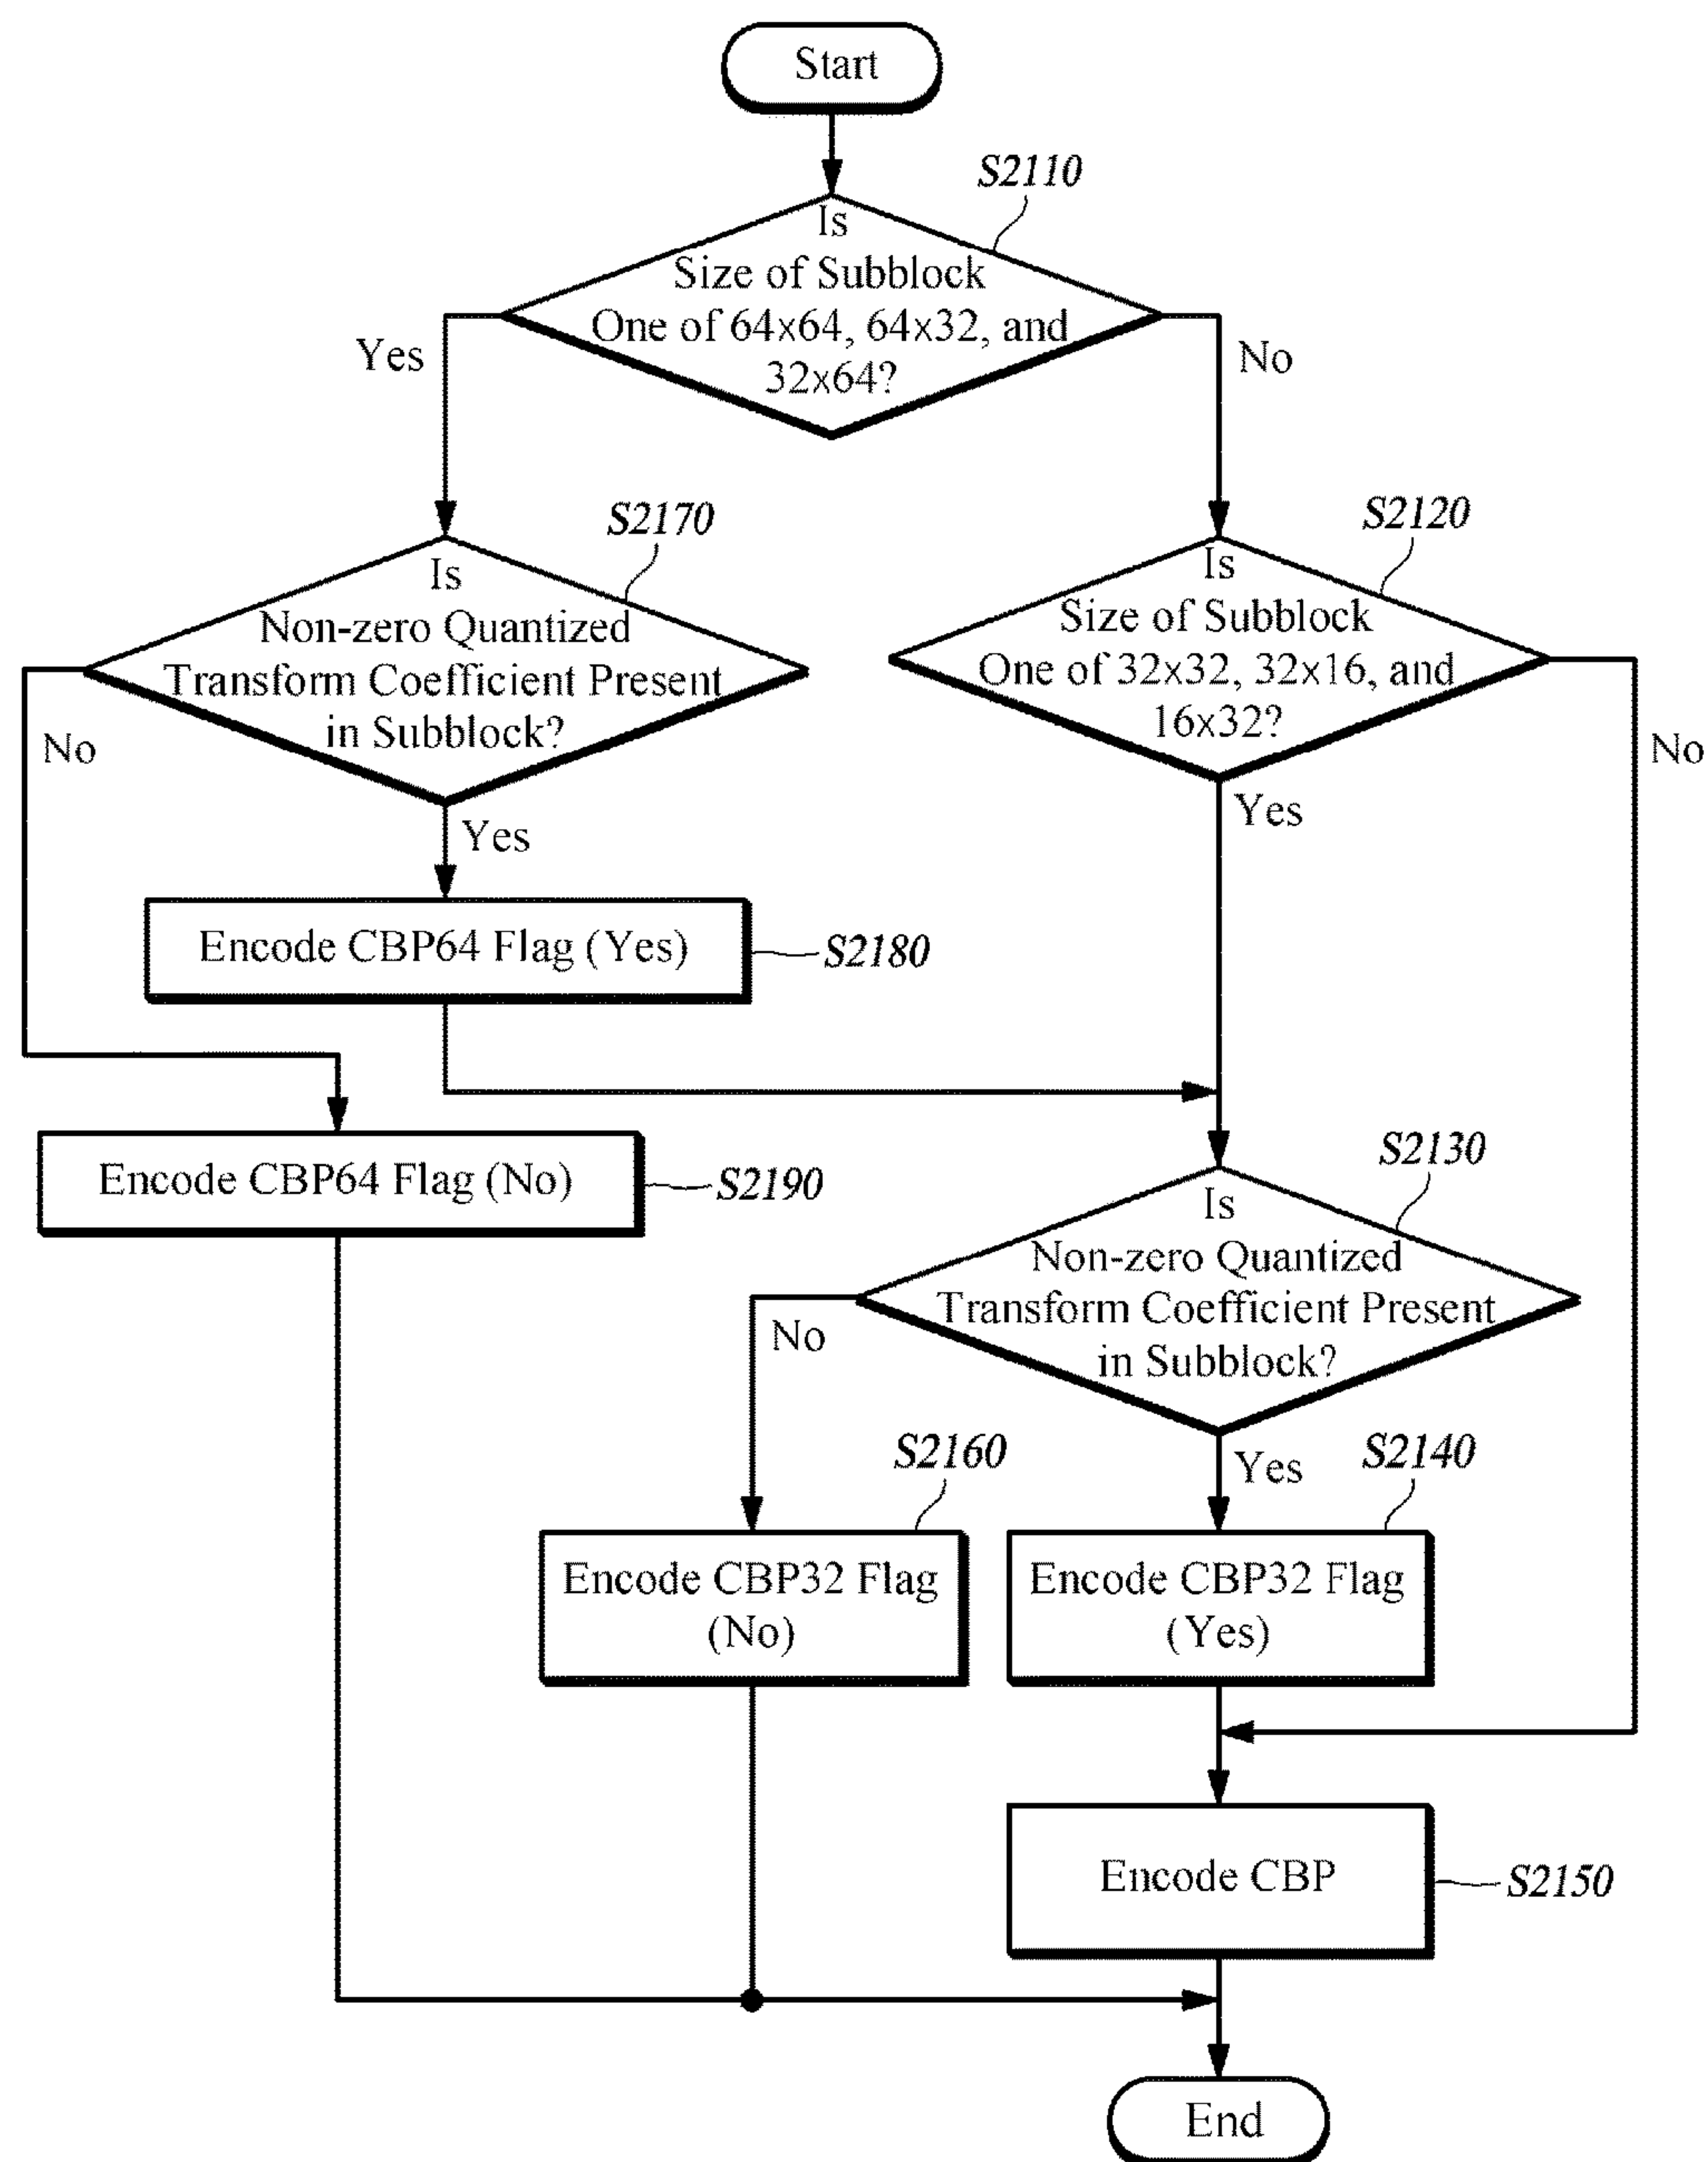 Start
S2110
Is
Size of Subblock
One of 64x64, 64x32, and
32x64?
Yes
No
S2170
Is
Non-zero Quantized
Transform Coefficient Present
in Subblock?
No
Yes
S2120
Is
Size of Subblock
One of 32x32, 32x16, and
16x32?
No
Yes
Encode CBP64 Flag (Yes)
S2180
Encode CBP64 Flag (No)
S2190
S2130
Is
Non-zero Quantized
Transform Coefficient Present
in Subblock?
No
Yes
S2160
Encode CBP32 Flag
(No)
S2140
Encode CBP32 Flag
(Yes)
Encode CBP
S2150
End